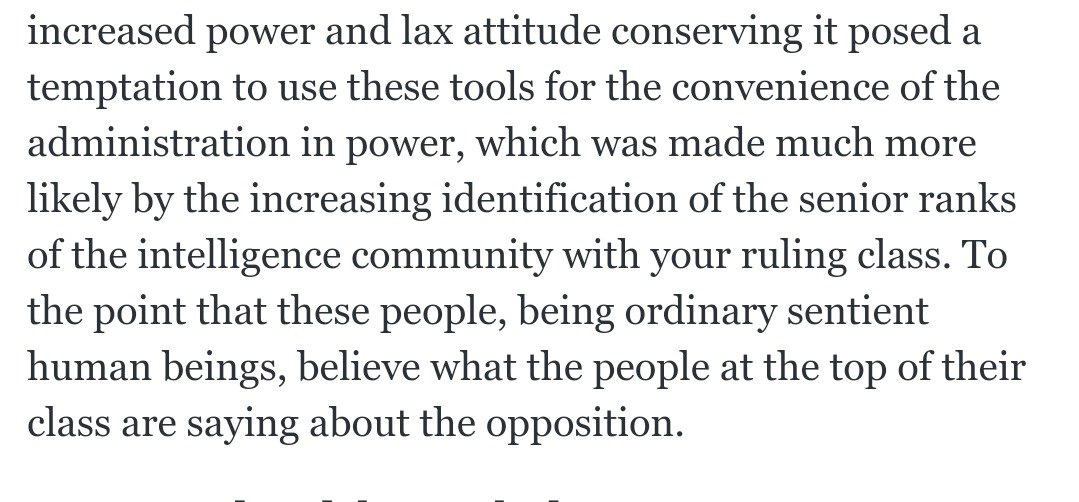 increased power and lax attitude conserving it posed a
temptation to use these tools for the convenience of the
administration in power, which was made much more
likely by the increasing identification of the senior ranks
of the intelligence community with your ruling class. To
the point that these people, being ordinary sentient
human beings, believe what the people at the top of their
class are saying about the opposition.